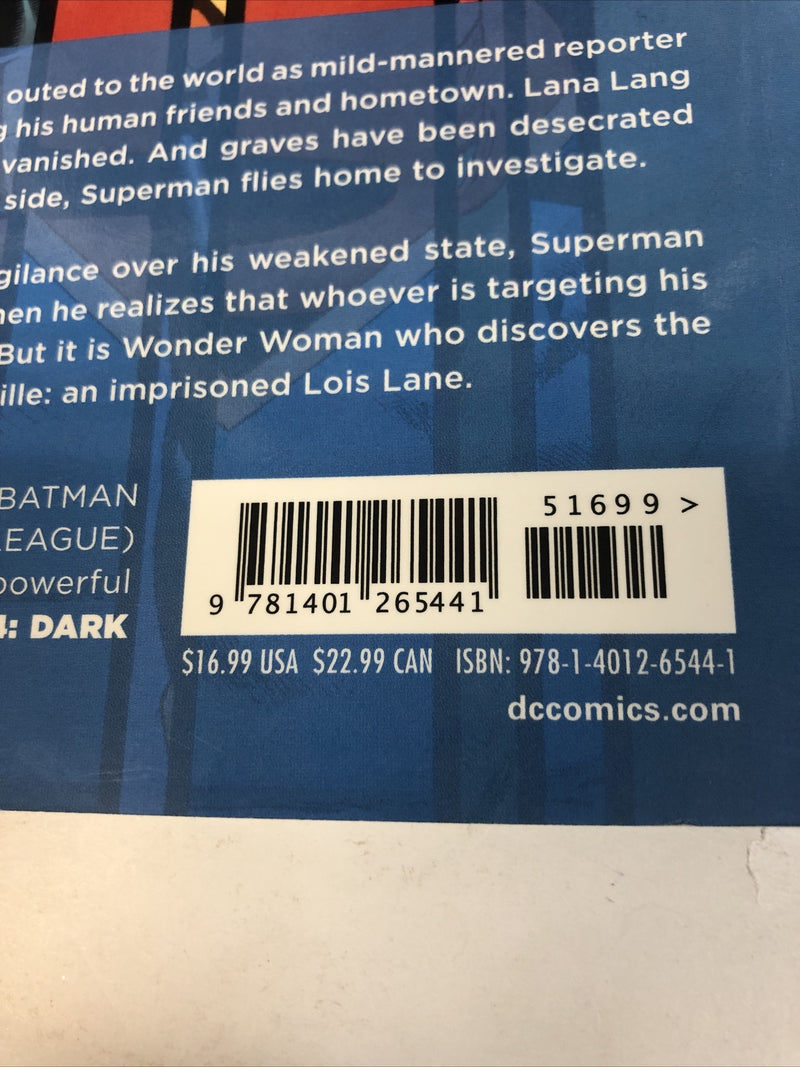 outed to the world as mild-mannered reporter
g his human friends and hometown. Lana Lang
vanished. And graves have been desecrated
side, Superman flies home to investigate.
gilance over his weakened state, Superman
en he realizes that whoever is targeting his
But it is Wonder Woman who discovers the
ille: an imprisoned Lois Lane.
BATMAN
EAGUE)
powerful
4: DARK
51699 >
9 781401 265441
$16.99 USA $22.99 CAN ISBN: 978-1-4012-6544-1
dccomics.com